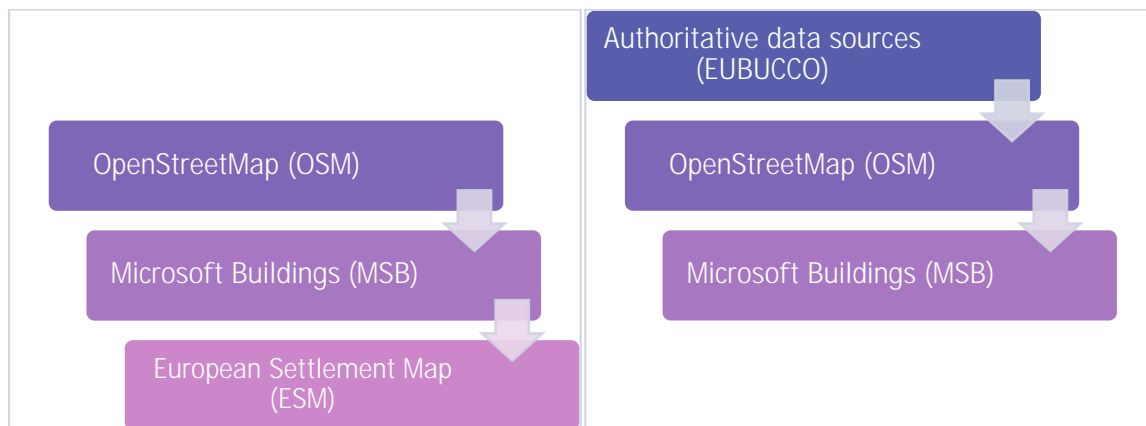 OpenStreetMap (OSM)
Microsoft Buildings (MSB)
European Settlement Map
(ESM)
Authoritative data sources
(EUBUCCO)
OpenStreetMap (OSM)
Microsoft Buildings (MSB)